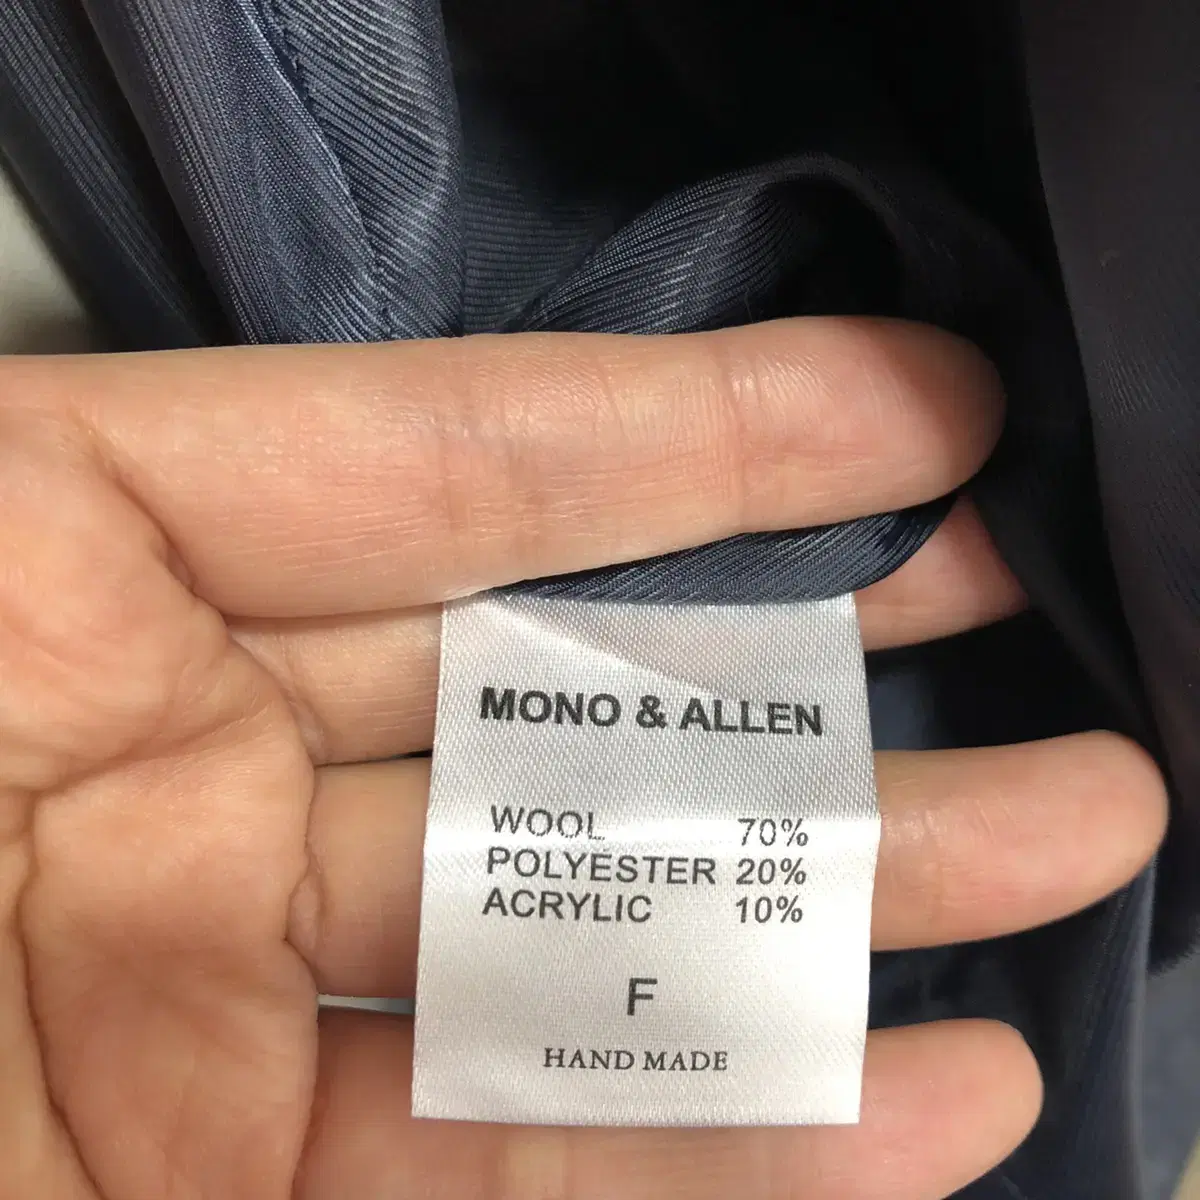 MONO & ALLEN
WOOL 70%
POLYESTER 20%
ACRYLIC 10%
F
HAND MADE